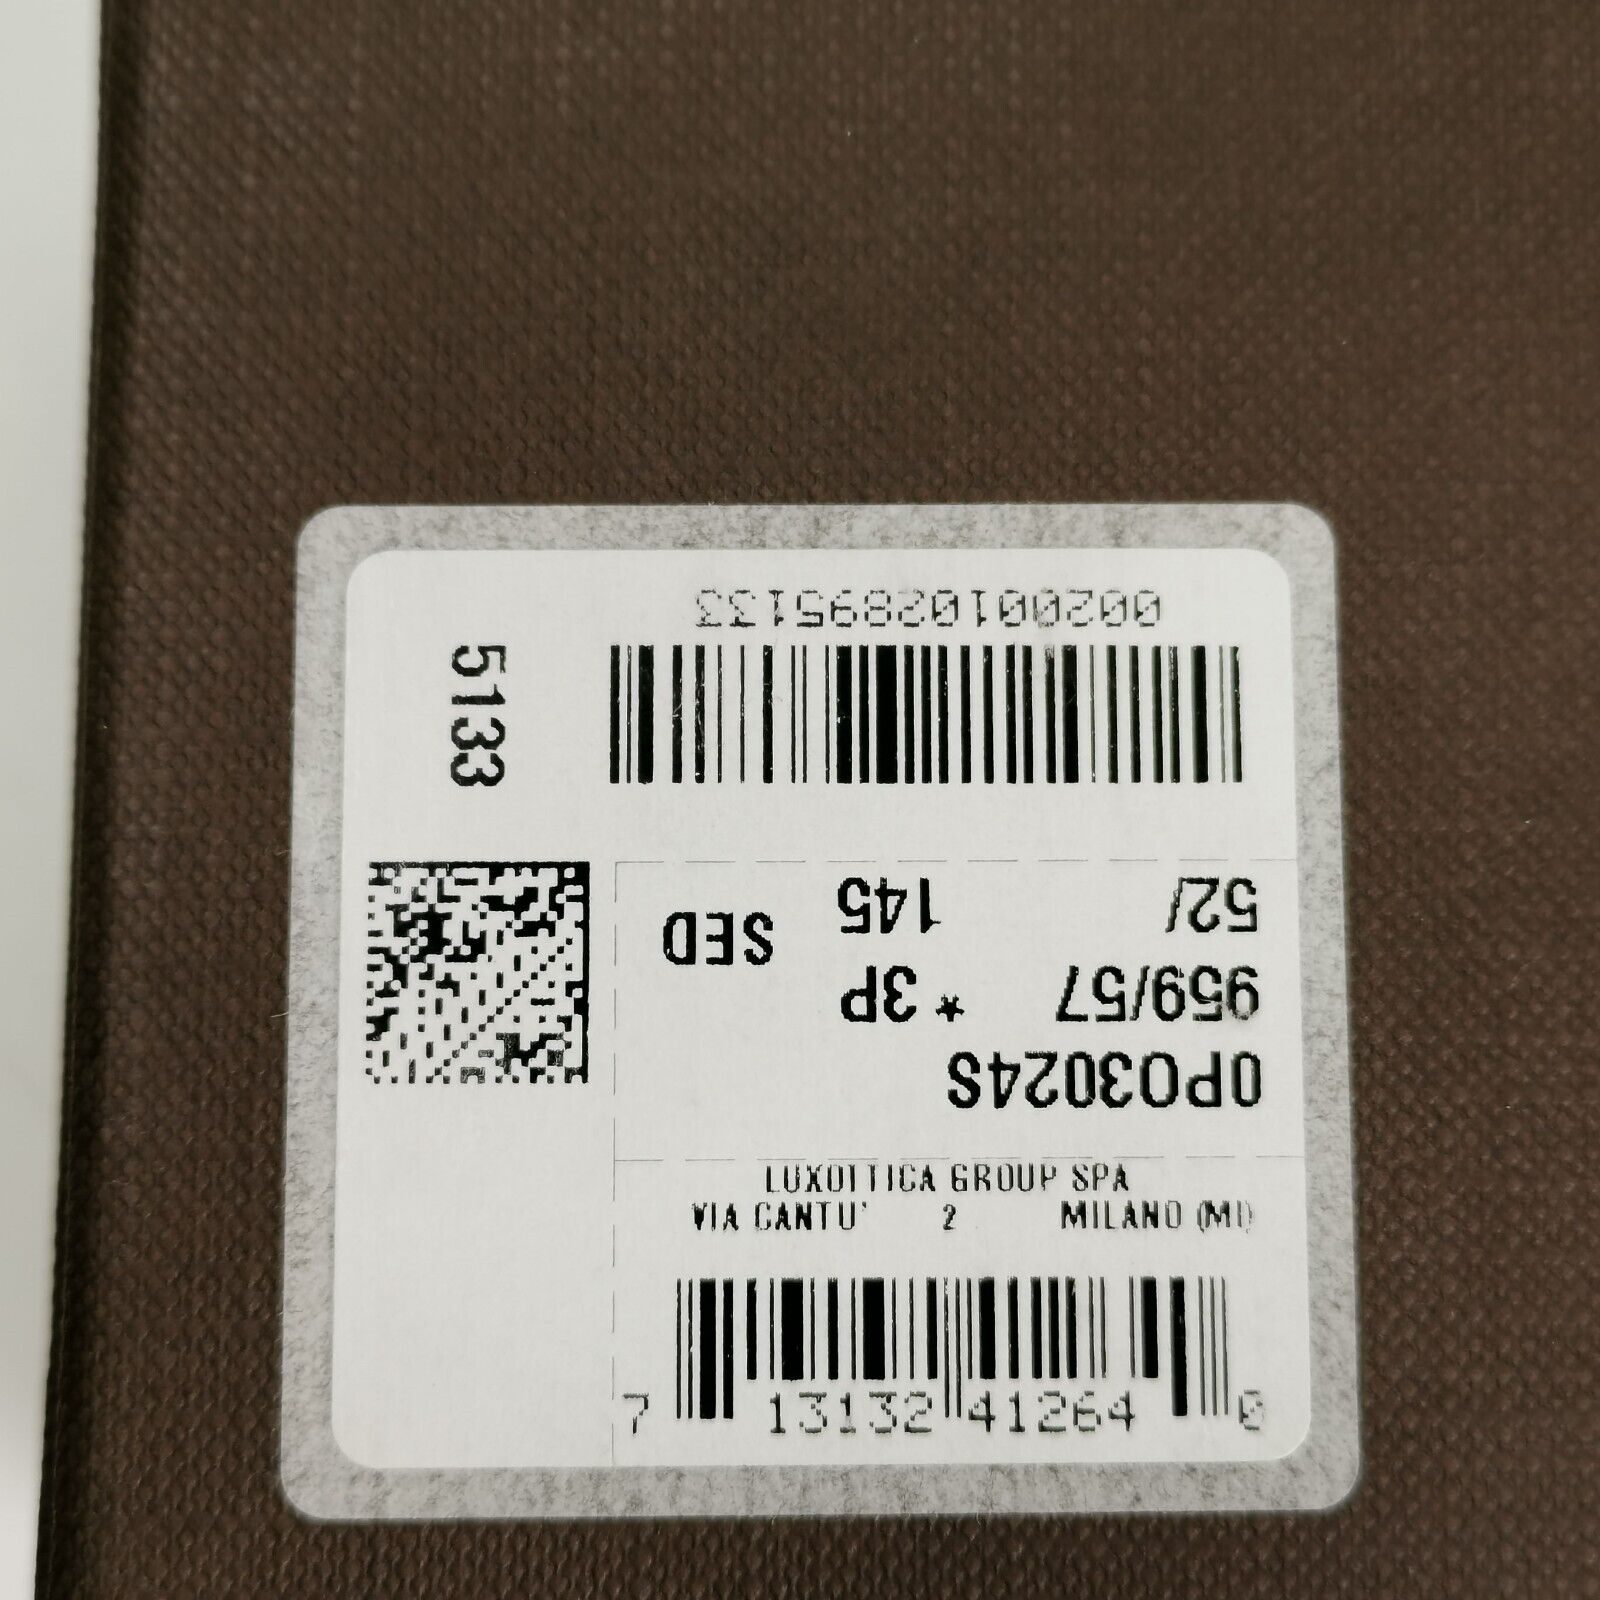 00200102895133
5133
52/ 145 SED
959/57 * 3P
0PO3024S
LUXOTTICA GROUP SPA
VIA CANTU' 2 MILANO (MI)
7 13132 41264 0